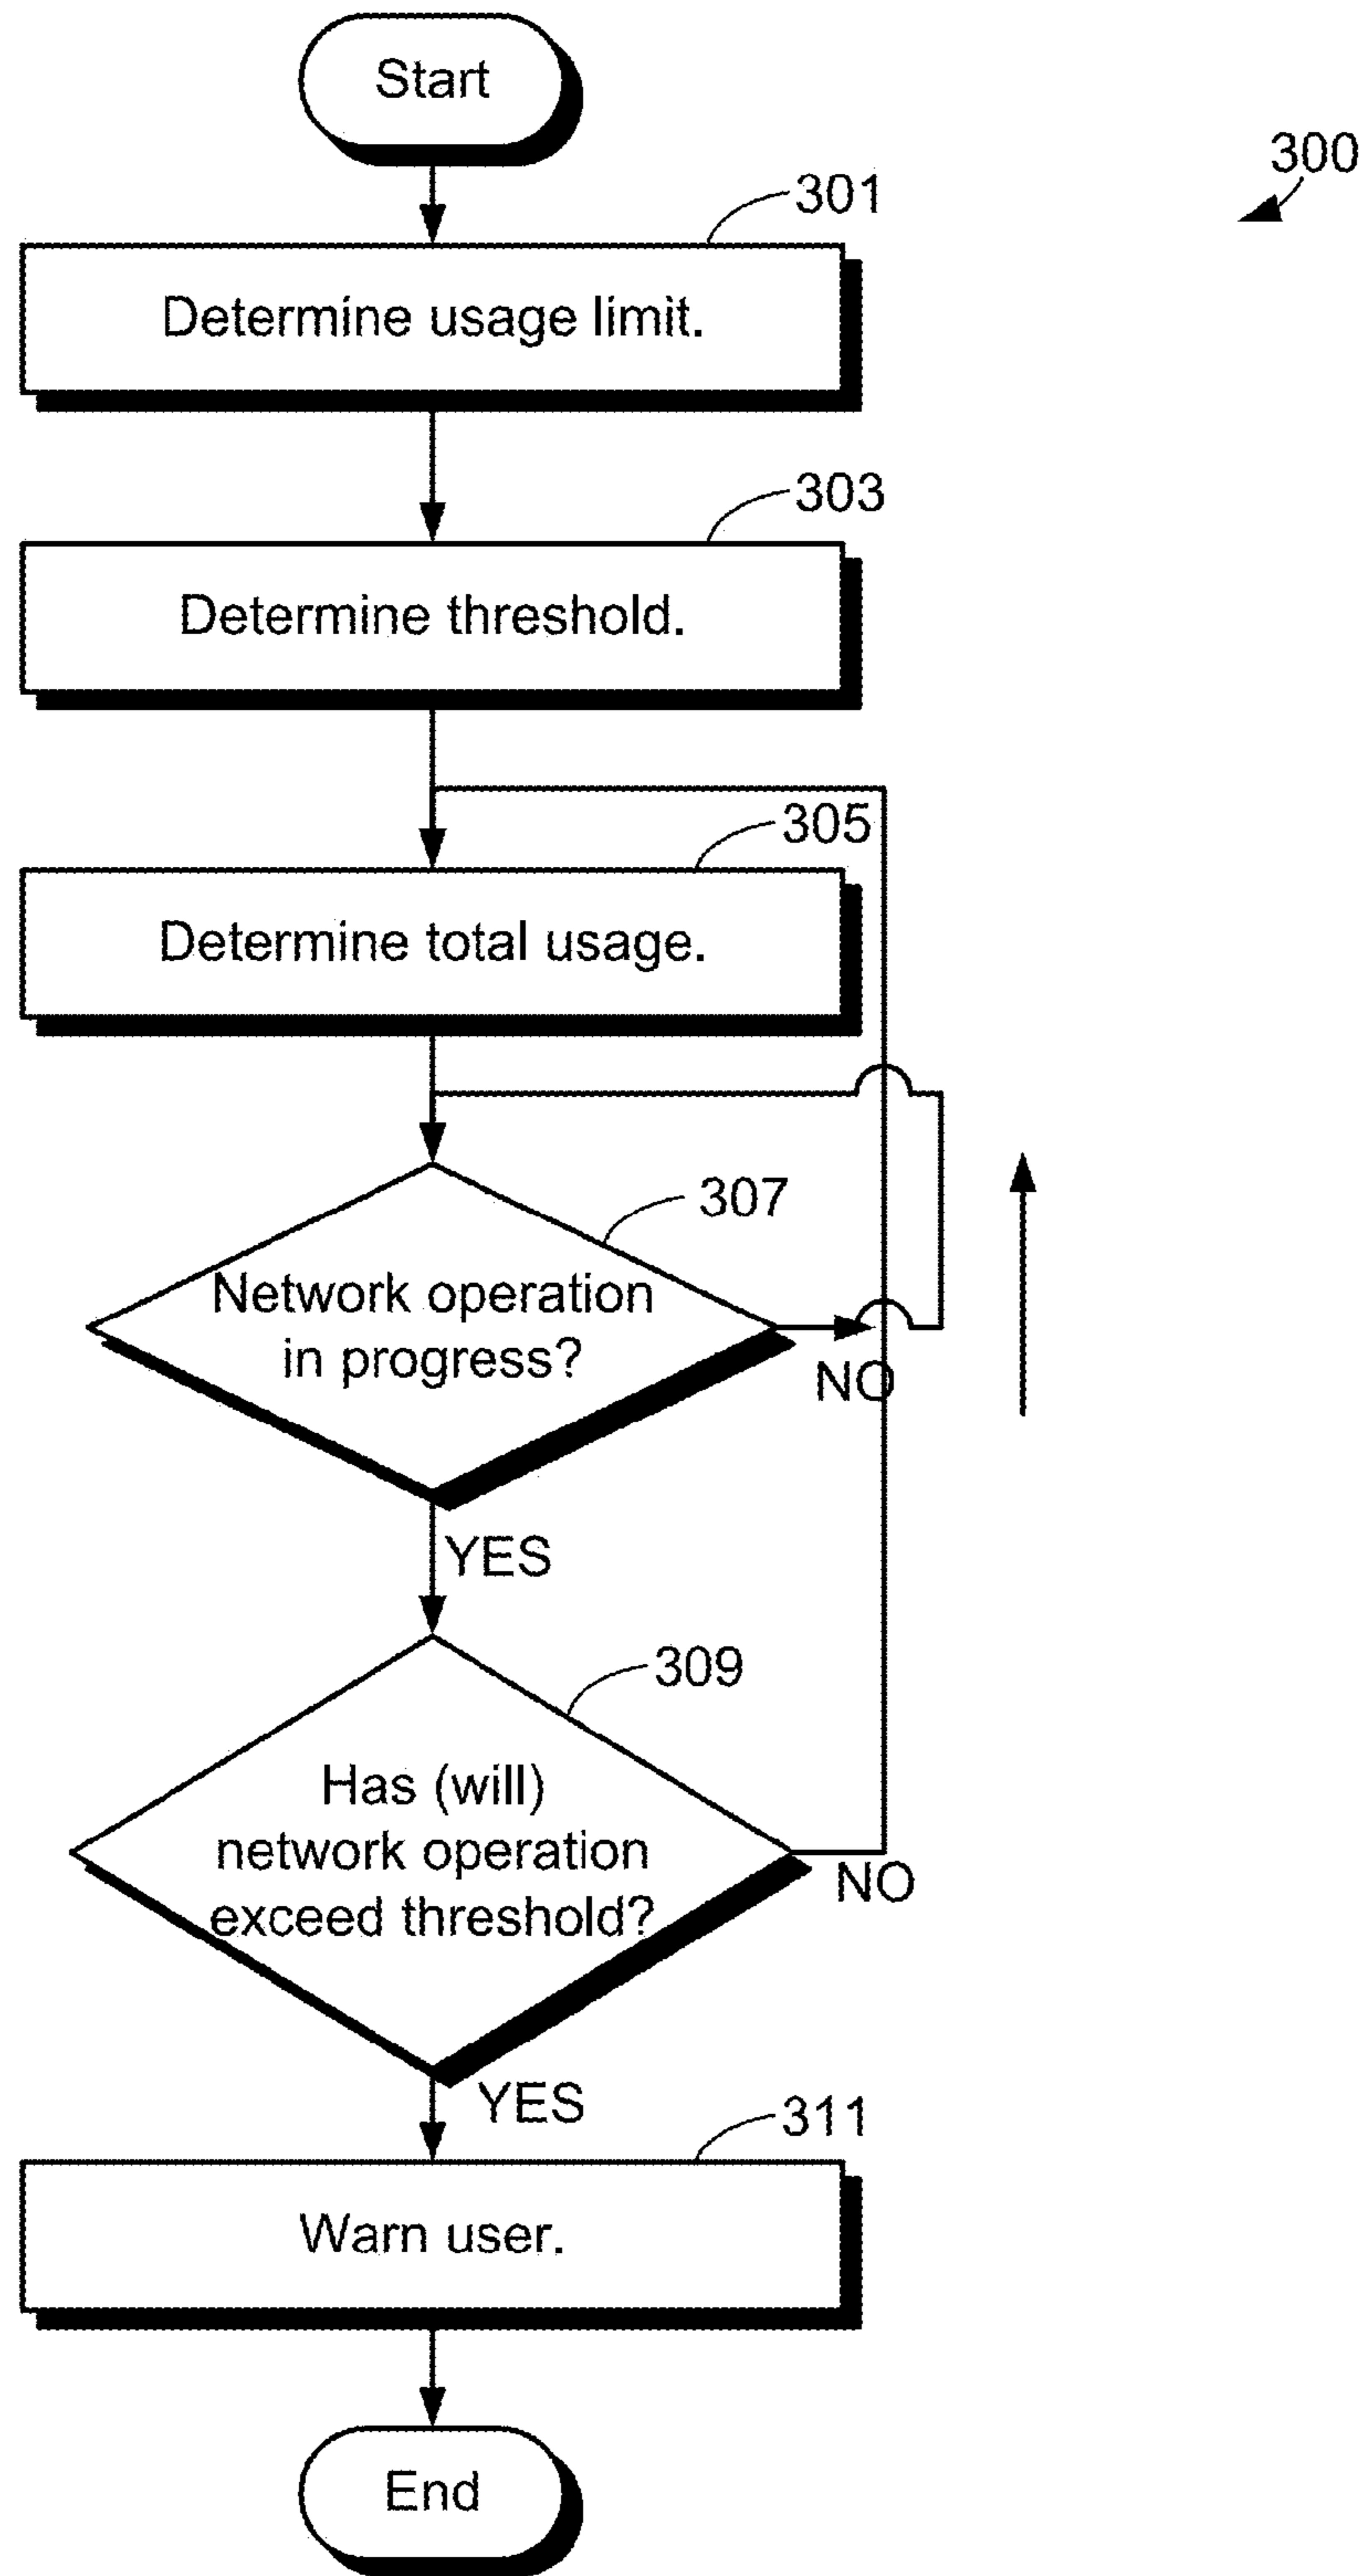 Start
300
301
Determine usage limit.
303
Determine threshold.
305
Determine total usage.
307
Network operation
in progress?
NO
YES
309
Has (will)
network operation
exceed threshold?
NO
YES
311
Warn user.
End